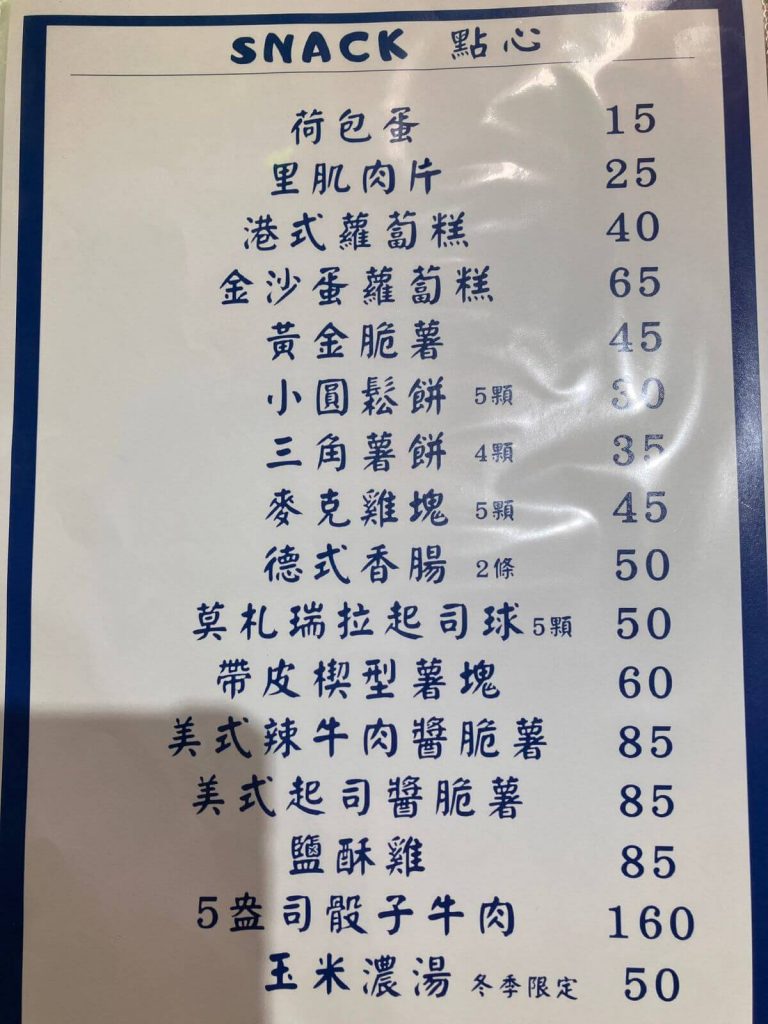 SNACK 點心
荷包蛋 15
里肌肉片 25
港式蘿蔔糕 40
金沙蛋蘿蔔糕 65
黃金脆薯 45
小圓鬆餅 5顆 30
三角薯餅 4顆 35
麥克雞塊 5顆 45
德式香腸 2條 50
莫札瑞拉起司球 5顆 50
帶皮楔型薯塊 60
美式辣牛肉醬脆薯 85
美式起司醬脆薯 85
鹽酥雞 85
5盎司骰子牛肉 160
玉米濃湯 冬季限定 50